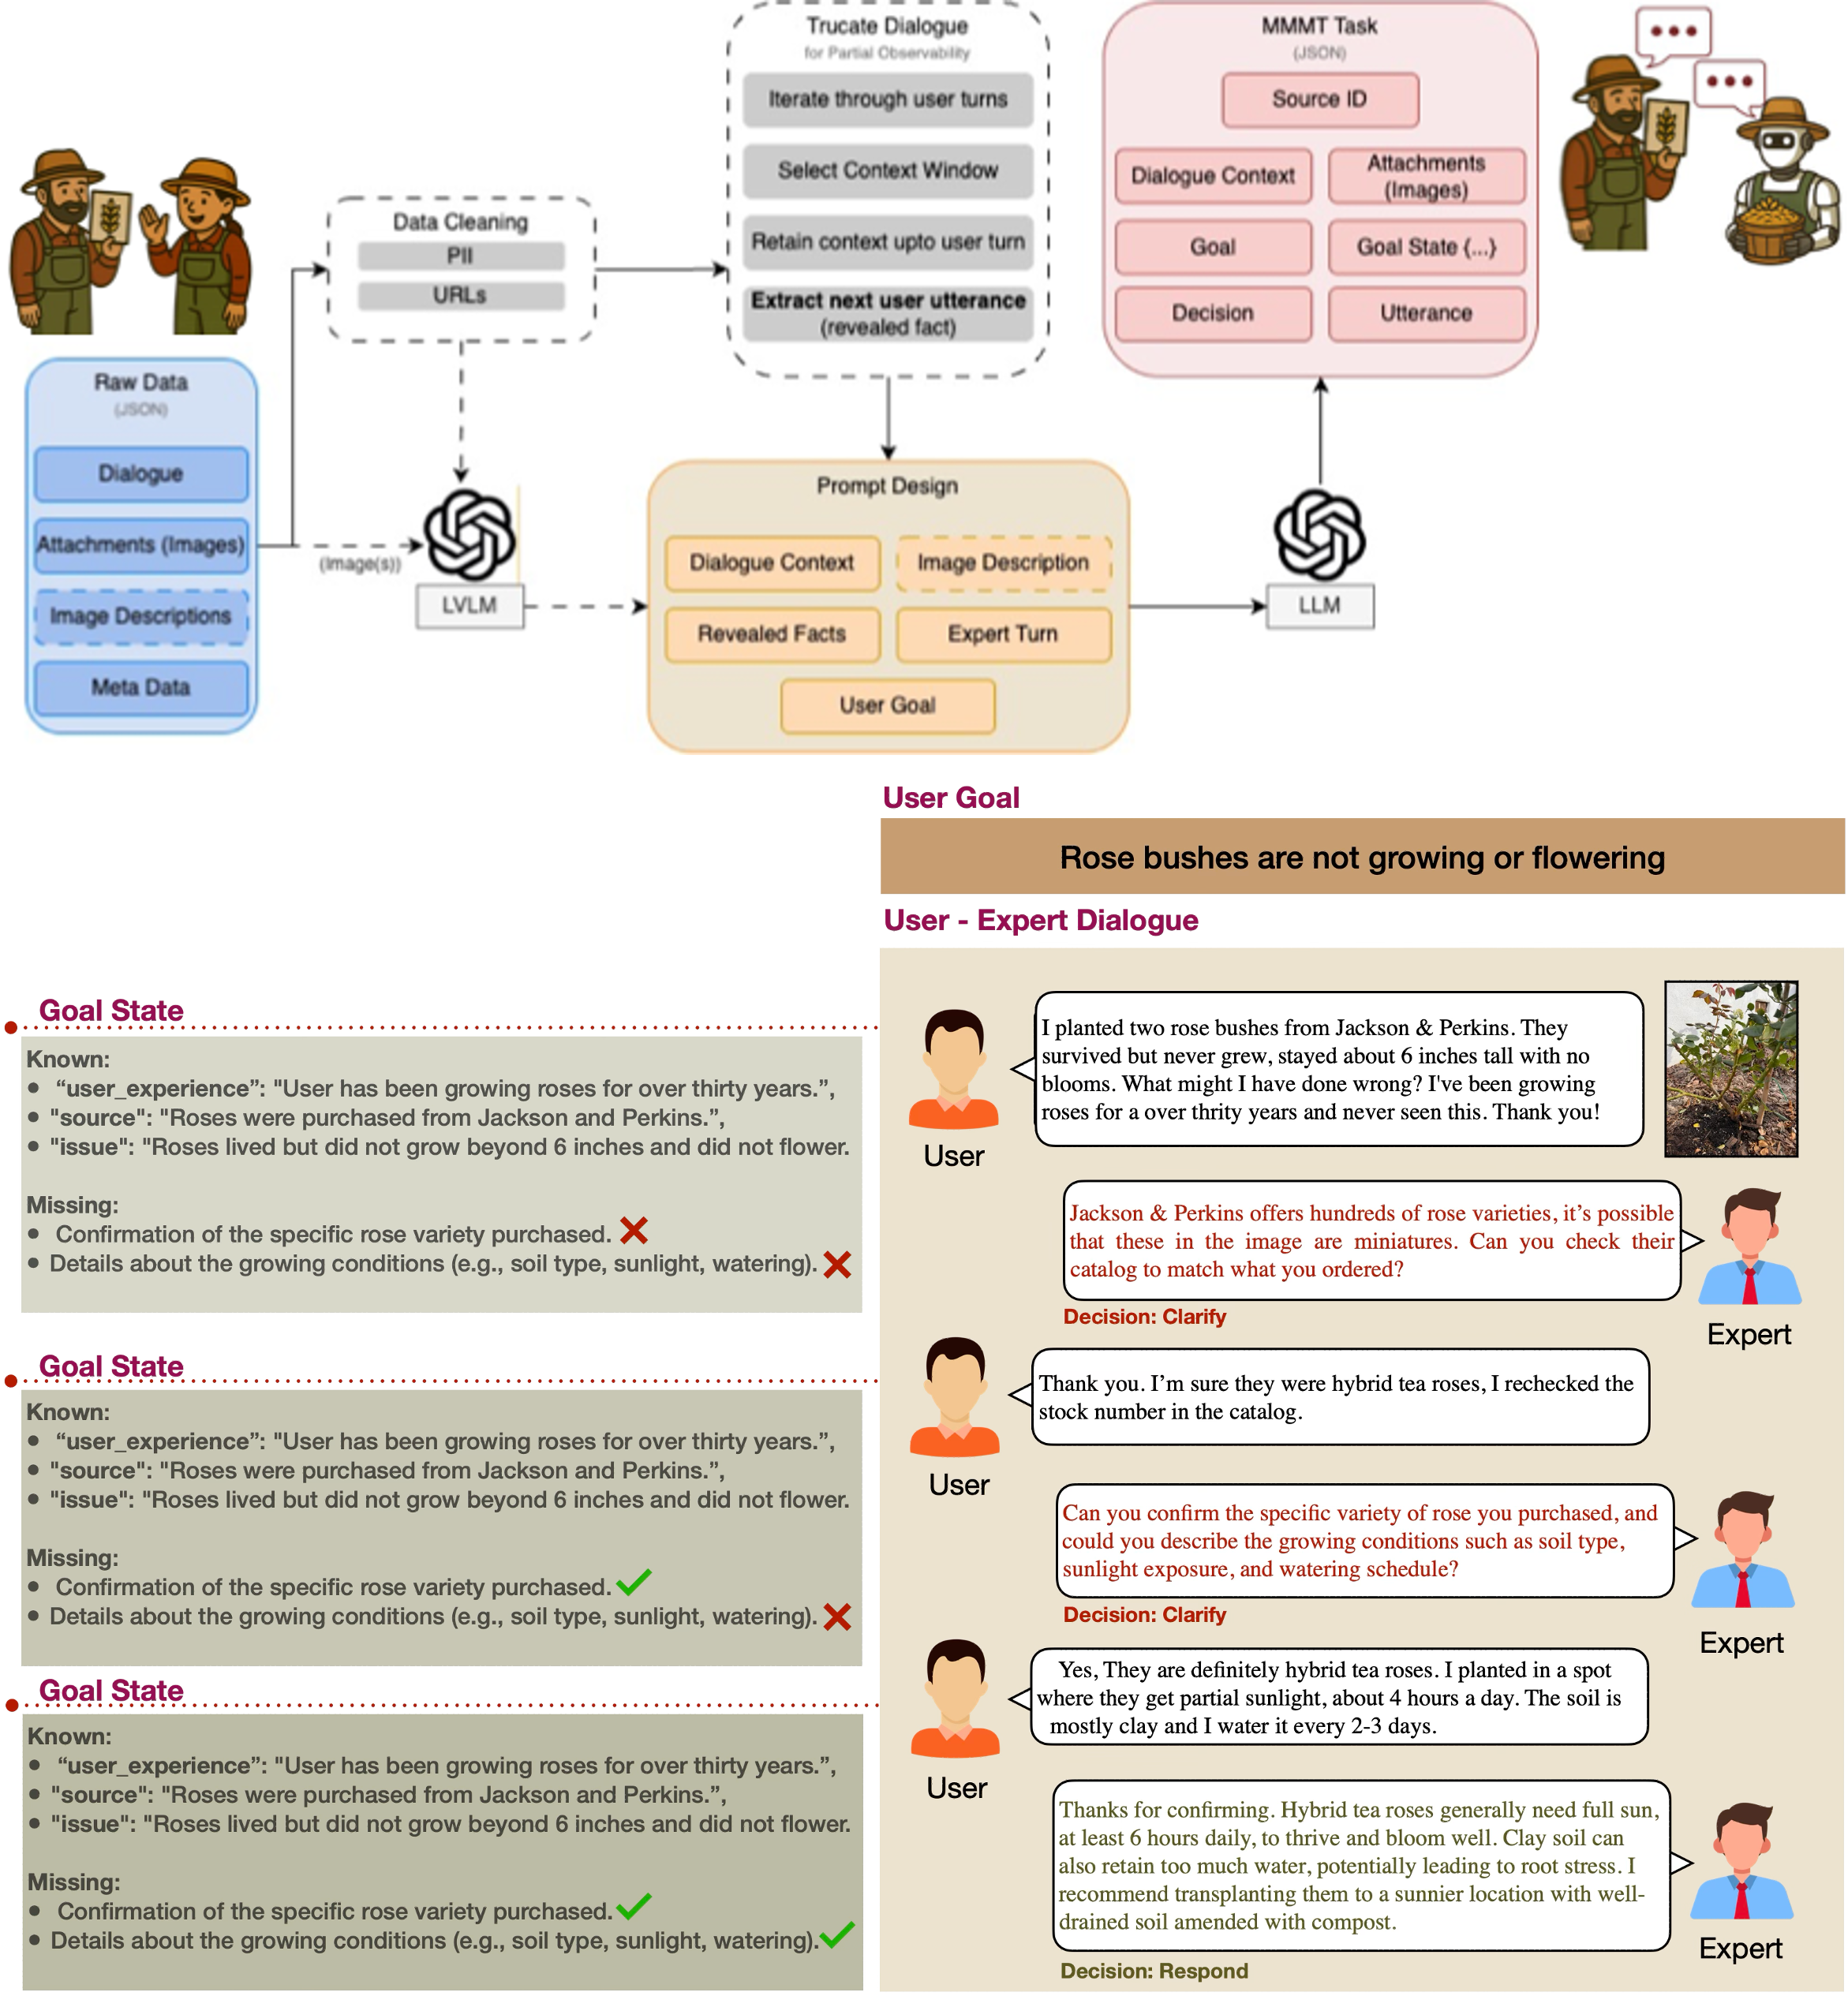 Trucate Dialogue
for Partial Observability
Iterate through user turns
Select Context Window
Retain context upto user turn
Extract next user utterance
(revealed fact)
MMMT Task
(JSON)
Source ID
Dialogue Context
Attachments
(Images)
Goal
Goal State {...}
Decision
Utterance
Data Cleaning
PII
URLs
Raw Data
(JSON)
Dialogue
Attachments (Images)
Image Descriptions
Meta Data
(Image(s))
LVLM
Prompt Design
Dialogue Context
Image Description
Revealed Facts
Expert Turn
User Goal
LLM
User Goal
Rose bushes are not growing or flowering
User - Expert Dialogue
Goal State
Known:
• “user_experience”: "User has been growing roses for over thirty years.”,
• "source": "Roses were purchased from Jackson and Perkins.”,
• "issue": "Roses lived but did not grow beyond 6 inches and did not flower.
Missing:
• Confirmation of the specific rose variety purchased.
• Details about the growing conditions (e.g., soil type, sunlight, watering).
I planted two rose bushes from Jackson & Perkins. They
survived but never grew, stayed about 6 inches tall with no
blooms. What might I have done wrong? I've been growing
roses for a over thrity years and never seen this. Thank you!
User
Jackson & Perkins offers hundreds of rose varieties, it’s possible
that these in the image are miniatures. Can you check their
catalog to match what you ordered?
Decision: Clarify
Expert
Goal State
Known:
• “user_experience”: "User has been growing roses for over thirty years.”,
• "source": "Roses were purchased from Jackson and Perkins.”,
• "issue": "Roses lived but did not grow beyond 6 inches and did not flower.
Missing:
• Confirmation of the specific rose variety purchased.
• Details about the growing conditions (e.g., soil type, sunlight, watering).
Thank you. I’m sure they were hybrid tea roses, I rechecked the
stock number in the catalog.
User
Can you confirm the specific variety of rose you purchased, and
could you describe the growing conditions such as soil type,
sunlight exposure, and watering schedule?
Decision: Clarify
Expert
Goal State
Known:
• “user_experience”: "User has been growing roses for over thirty years.”,
• "source": "Roses were purchased from Jackson and Perkins.”,
• "issue": "Roses lived but did not grow beyond 6 inches and did not flower.
Missing:
• Confirmation of the specific rose variety purchased.
• Details about the growing conditions (e.g., soil type, sunlight, watering).
Yes, They are definitely hybrid tea roses. I planted in a spot
where they get partial sunlight, about 4 hours a day. The soil is
mostly clay and I water it every 2-3 days.
User
Thanks for confirming. Hybrid tea roses generally need full sun,
at least 6 hours daily, to thrive and bloom well. Clay soil can
also retain too much water, potentially leading to root stress. I
recommend transplanting them to a sunnier location with well-
drained soil amended with compost.
Decision: Respond
Expert